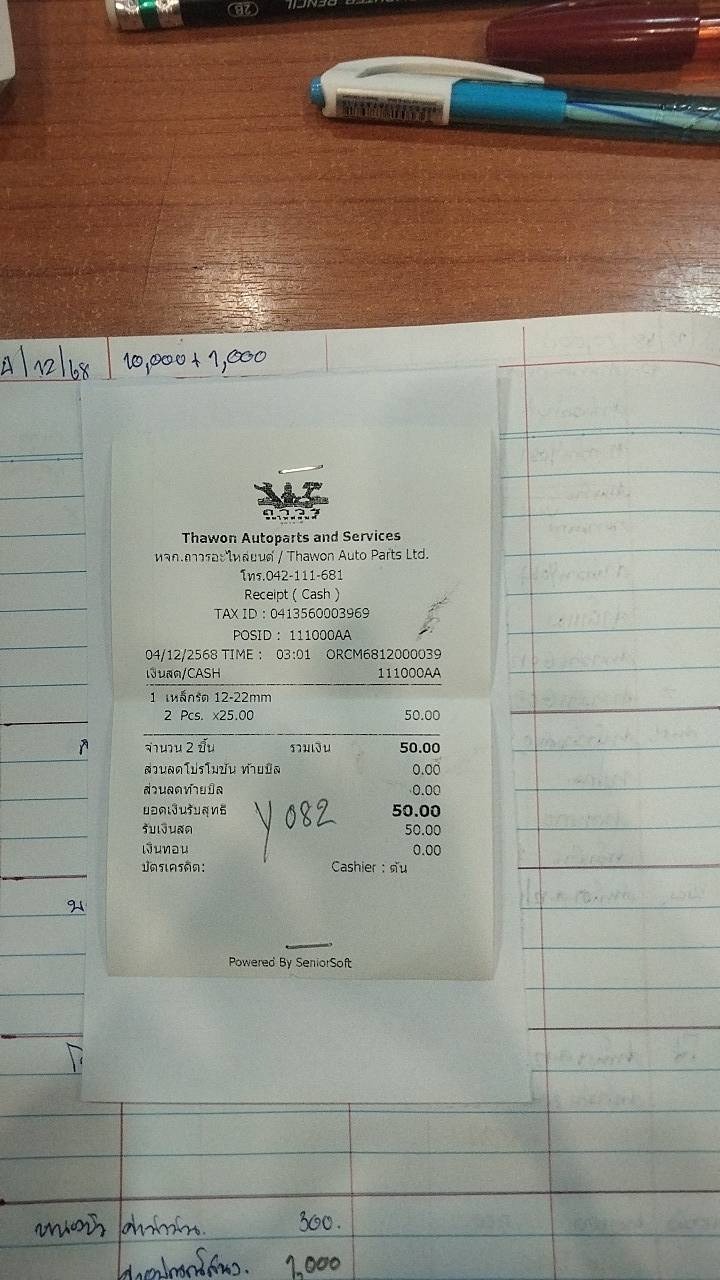 2B
4/12/68 10,000 + 1,000
ถาวร
Thawon Autoparts and Services
หจก.ถาวรอะไหล่ยนต์ / Thawon Auto Parts Ltd.
โทร.042-111-681
Receipt ( Cash )
TAX ID : 0413560003969
POSID : 111000AA
04/12/2568 TIME : 03:01 ORCM6812000039
เงินสด/CASH 111000AA
1 เหล็กรัด 12-22mm
2 Pcs. x25.00 50.00
จำนวน 2 ชิ้น รวมเงิน 50.00
ส่วนลดโปรโมชั่น ท้ายบิล 0.00
ส่วนลดท้ายบิล 0.00
ยอดเงินรับสุทธิ 50.00
Y 082
รับเงินสด 50.00
เงินทอน 0.00
บัตรเครดิต: Cashier : ตัน
Powered By SeniorSoft
300.
1,000